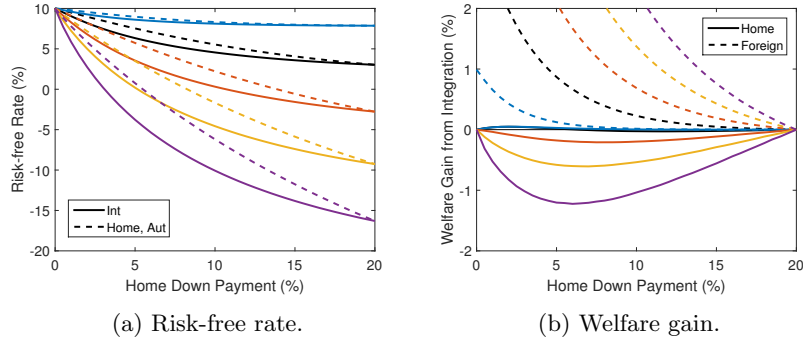 10
5
0
-5
-10
-15
-20
Risk-free Rate (%)
Int
Home, Aut
0
5
10
15
20
Home Down Payment (%)
(a) Risk-free rate.
2
1
0
-1
-2
Welfare Gain from Integration (%)
Home
Foreign
0
5
10
15
20
Home Down Payment (%)
(b) Welfare gain.